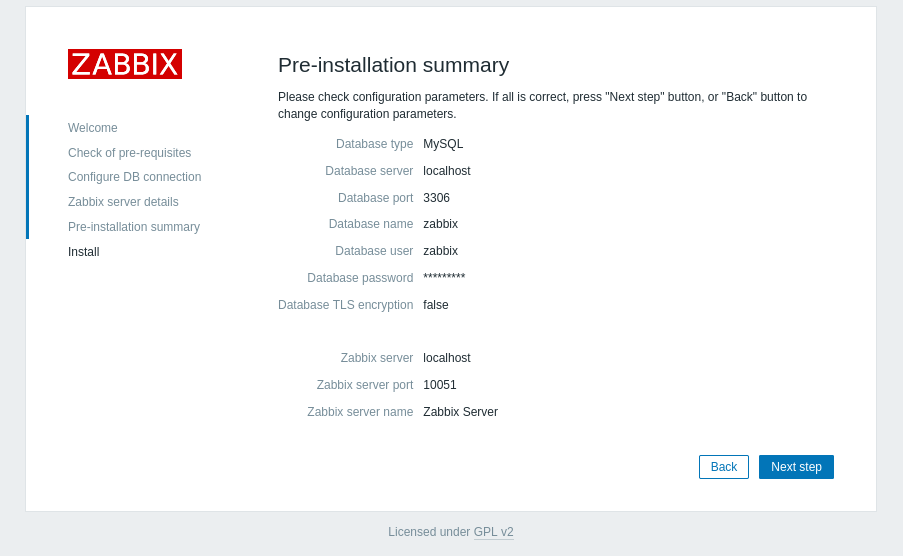 ZABBIX
Welcome
Check of pre-requisites
Configure DB connection
Zabbix server details
Pre-installation summary
Install
Pre-installation summary
Please check configuration parameters. If all is correct, press "Next step" button, or "Back" button to
change configuration parameters.
Database type MySQL
Database server localhost
Database port 3306
Database name zabbix
Database user zabbix
Database password *********
Database TLS encryption false
Zabbix server localhost
Zabbix server port 10051
Zabbix server name Zabbix Server
Back Next step
Licensed under GPL v2